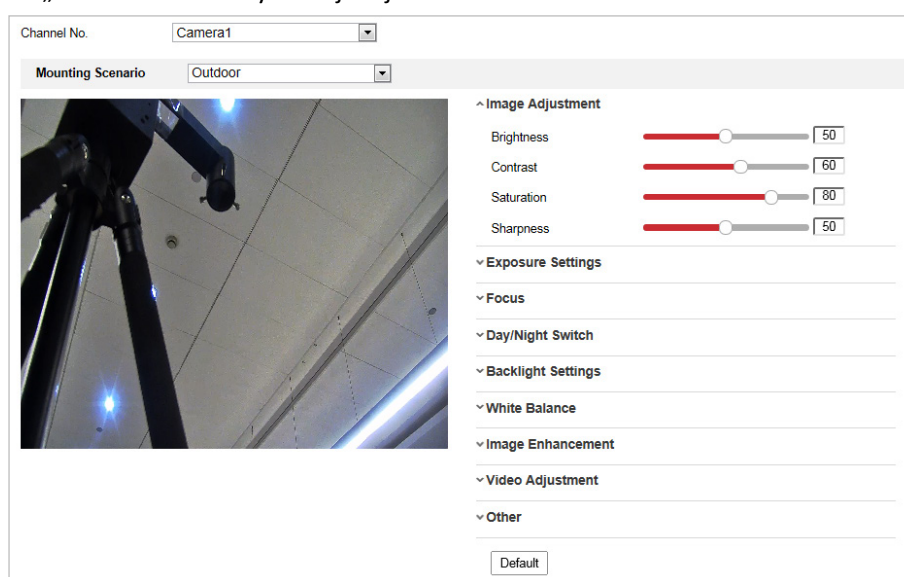 Channel No. Camera1
Mounting Scenario Outdoor
Image Adjustment
Brightness 50
Contrast 60
Saturation 80
Sharpness 50
Exposure Settings
Focus
Day/Night Switch
Backlight Settings
White Balance
Image Enhancement
Video Adjustment
Other
Default